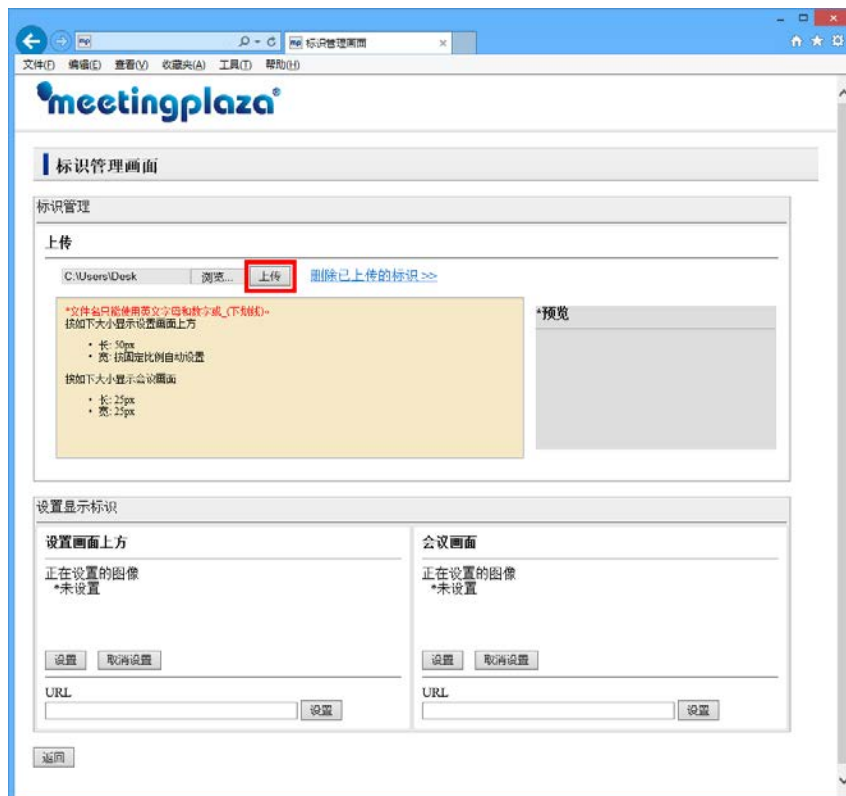 标识管理画面
文件(F) 编辑(E) 查看(V) 收藏夹(A) 工具(T) 帮助(H)
meetingplaza®
标识管理画面
标识管理
上传
C:\Users\Desk 浏览... 上传 删除已上传的标识 >>
*文件名只能使用英文字母和数字或_(下划线)。
按如下大小显示设置画面上方
• 长: 50px
• 宽: 按固定比例自动设置
按如下大小显示会议画面
• 长: 25px
• 宽: 25px
*预览
设置显示标识
设置画面上方
正在设置的图像
*未设置
设置 取消设置
URL
设置
会议画面
正在设置的图像
*未设置
设置 取消设置
URL
设置
返回